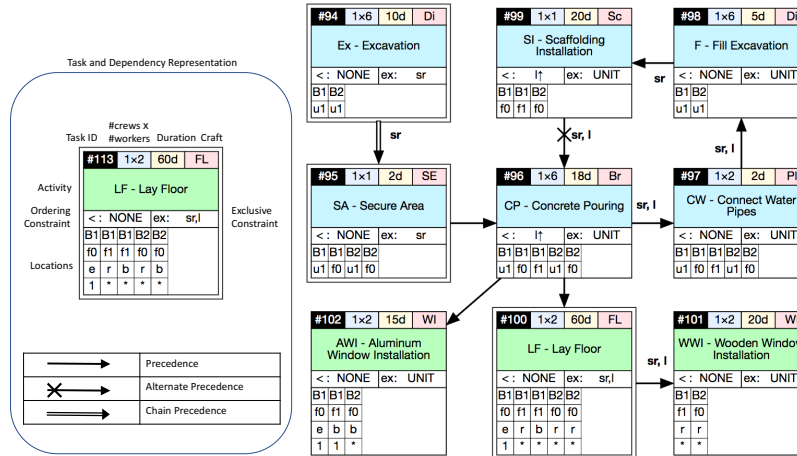 Task and Dependency Representation
#crews x
Task ID #workers Duration Craft
#113 1×2 60d FL
Activity LF - Lay Floor
Ordering Constraint < : NONE ex: sr,l Exclusive Constraint
Locations
B1 B1 B1 B2 B2
f0 f1 f1 f0 f0
e r b r b
1 * * * *
Precedence
Alternate Precedence
Chain Precedence
#94 1×6 10d Di
Ex - Excavation
< : NONE ex: sr
B1 B2
u1 u1
sr
#99 1×1 20d Sc
SI - Scaffolding
Installation
< : l↑ ex: UNIT
B1 B1 B2
f0 f1 f0
sr, l
#98 1×6 5d Di
F - Fill Excavation
< : NONE ex: UNIT
B1 B2
u1 u1
sr
sr, l
#95 1×1 2d SE
SA - Secure Area
< : NONE ex: sr
B1 B1 B2 B2
u1 f0 u1 f0
#96 1×6 18d Br
CP - Concrete Pouring
< : l↑ ex: UNIT
B1 B1 B1 B2 B2
u1 f0 f1 u1 f0
sr, l
#97 1×2 2d
CW - Connect Water
Pipes
< : NONE ex: UNIT
B1 B1 B1 B2 B2
u1 f0 f1 u1 f0
#102 1×2 15d WI
AWI - Aluminum
Window Installation
< : NONE ex: UNIT
B1 B1 B2
f0 f1 f0
e b b
1 1 *
#100 1×2 60d FL
LF - Lay Floor
< : NONE ex: sr,l
B1 B1 B1 B2 B2
f0 f1 f1 f0 f0
e r b r r
1 * * * *
sr, l
#101 1×2 20d
WWI - Wooden Window
Installation
< : NONE ex: UNIT
B1 B2
f1 f0
r r
* *